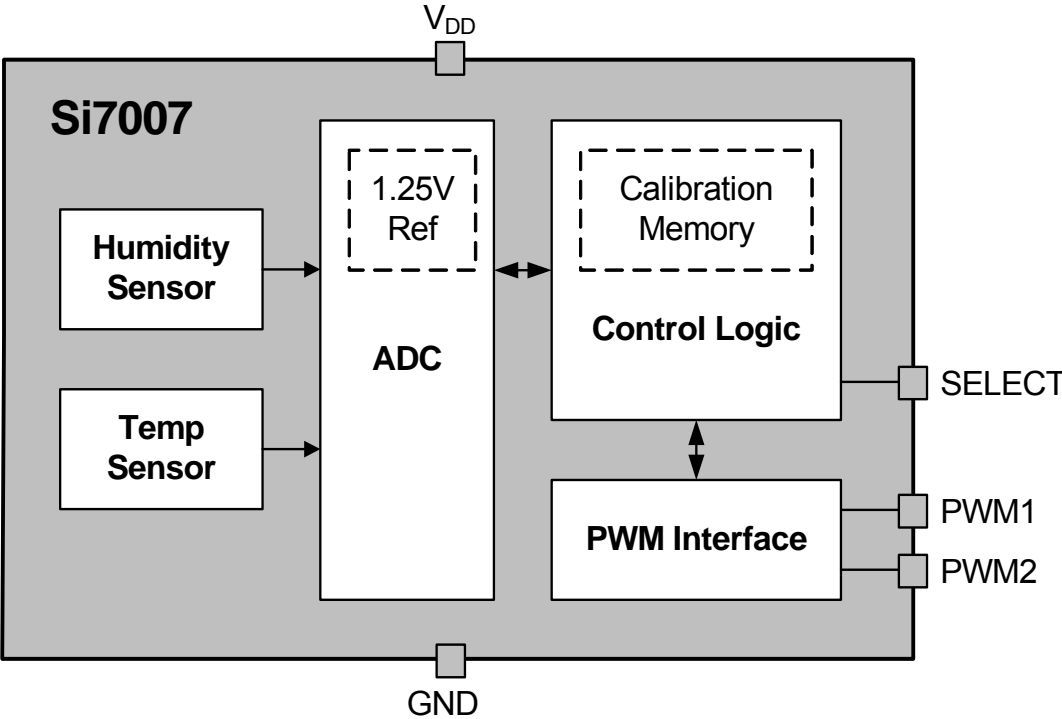 V_DD
Si7007
1.25V
Ref
Calibration
Memory
Humidity
Sensor
Control Logic
ADC
SELECT
Temp
Sensor
PWM Interface
PWM1
PWM2
GND